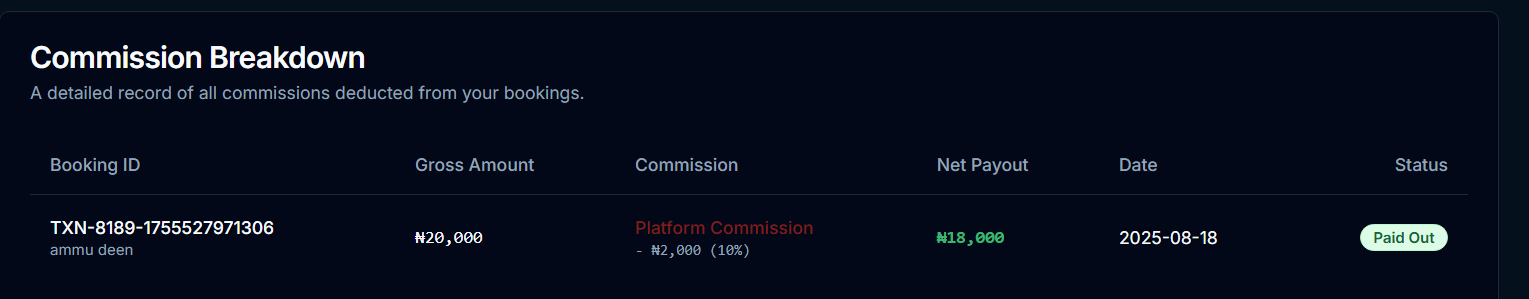 Commission Breakdown
A detailed record of all commissions deducted from your bookings.
Booking ID Gross Amount Commission Net Payout Date Status
TXN-8189-1755527971306 ₦20,000 Platform Commission ₦18,000 2025-08-18 Paid Out
ammu deen - ₦2,000 (10%)